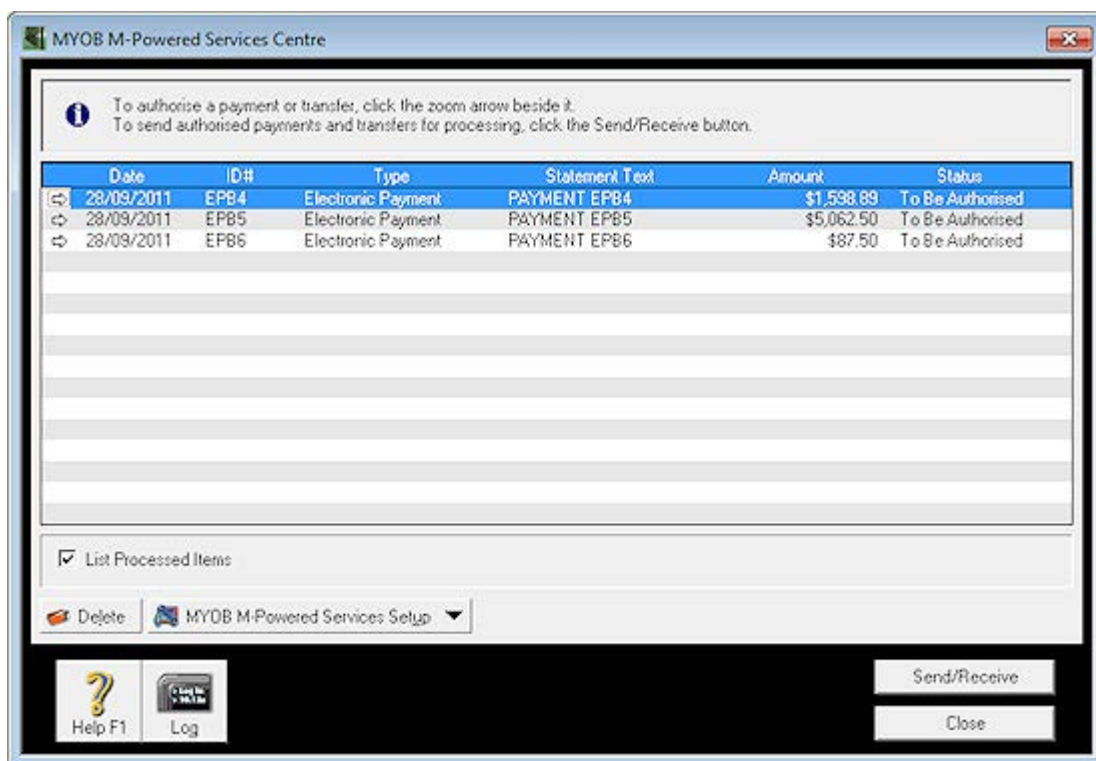 MYOB M-Powered Services Centre
To authorise a payment or transfer, click the zoom arrow beside it.
To send authorised payments and transfers for processing, click the Send/Receive button.
Date ID# Type Statement Text Amount Status
28/09/2011 EPB4 Electronic Payment PAYMENT EPB4 $1,598.89 To Be Authorised
28/09/2011 EPB5 Electronic Payment PAYMENT EPB5 $5,062.50 To Be Authorised
28/09/2011 EPB6 Electronic Payment PAYMENT EPB6 $87.50 To Be Authorised
List Processed Items
Delete MYOB M-Powered Services Setup
Send/Receive
Help F1 Log Close